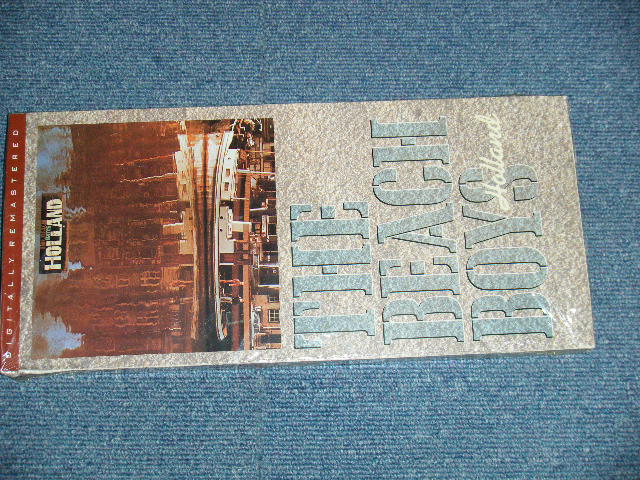 THE
BEACH
BOYS
Holland
HOLLAND
DIGITALLY REMASTERED